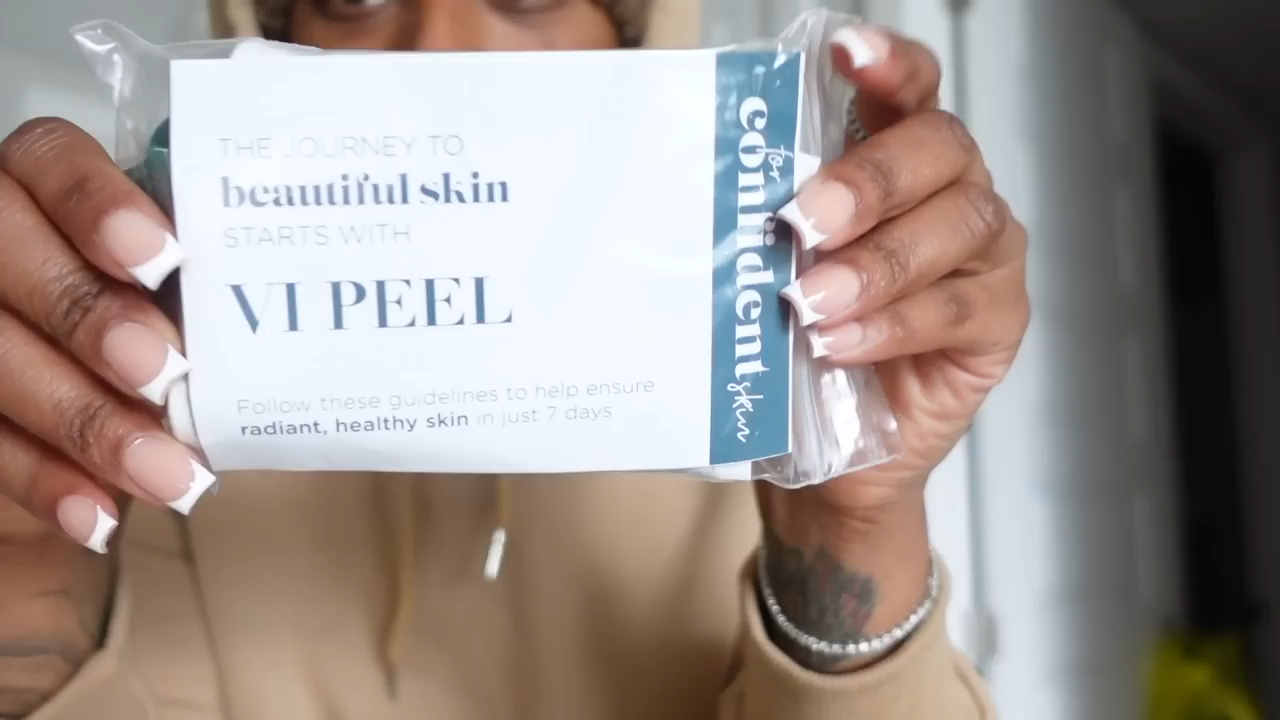 THE JOURNEY TO
beautiful skin
STARTS WITH
VI PEEL
Follow these guidelines to help ensure
radiant, healthy skin in just 7 days
for
confident
skin